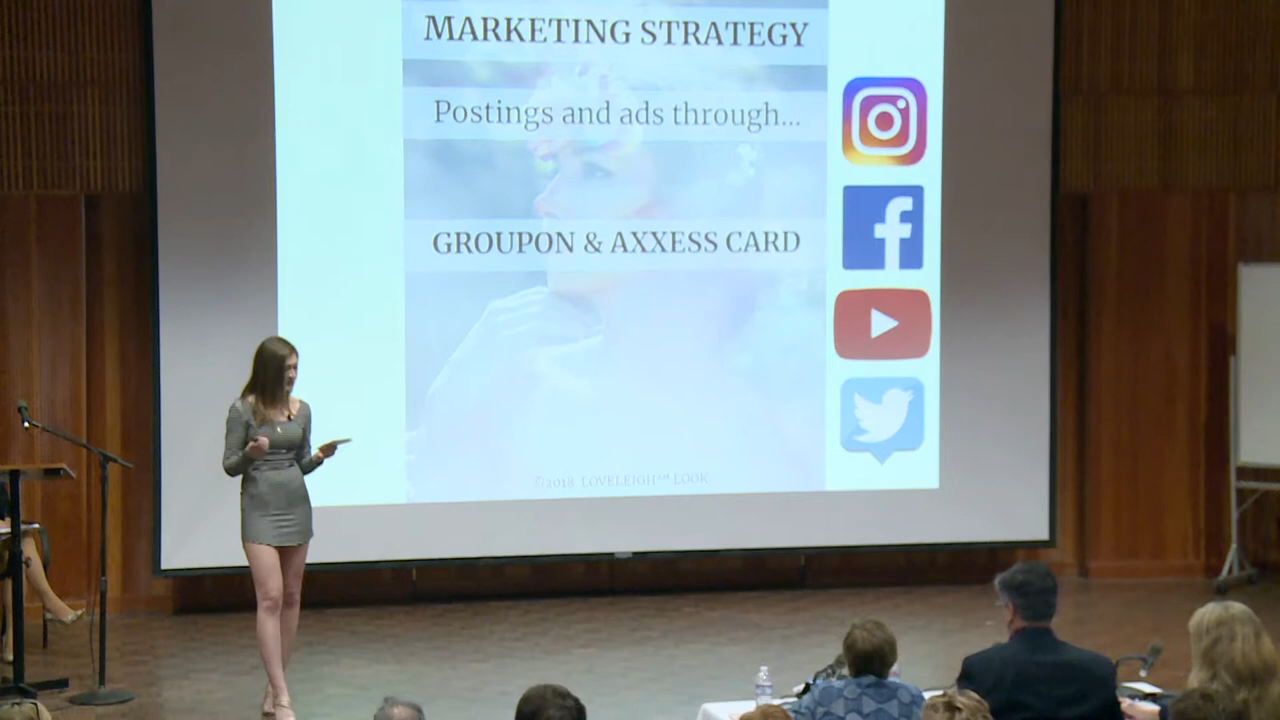 MARKETING STRATEGY
Postings and ads through...
GROUPON & AXXESS CARD
©2018 LOVELEIGH™ LOOK